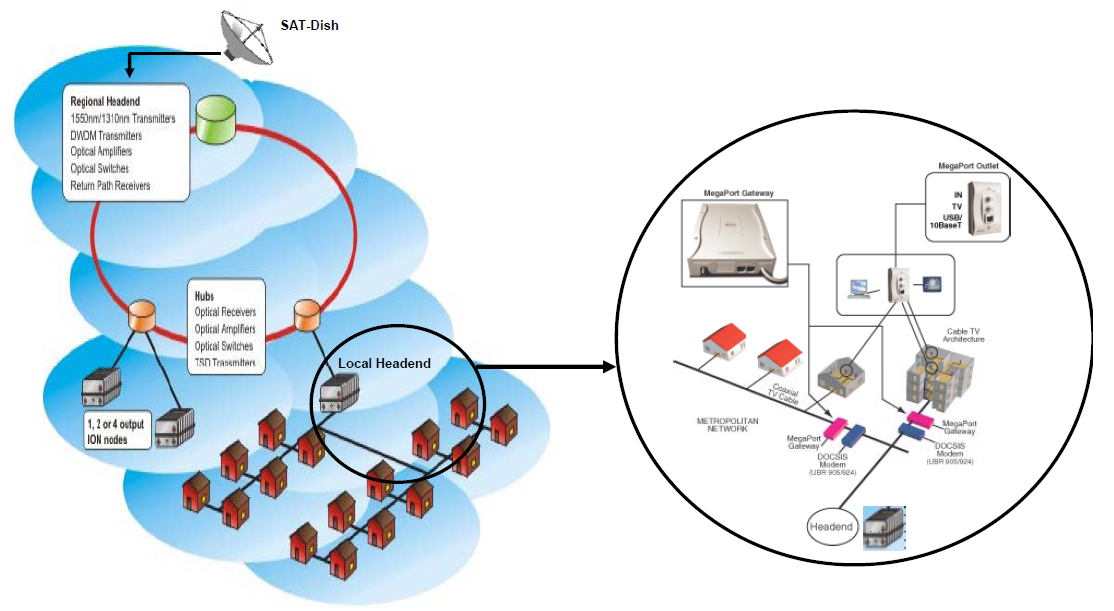 SAT-Dish
Regional Headend
1550nm/1310nm Transmitters
DWDM Transmitters
Optical Amplifiers
Optical Switches
Return Path Receivers
Hubs
Optical Receivers
Optical Amplifiers
Optical Switches
TSD Transmitters
1, 2 or 4 output
ION nodes
Local Headend
MegaPort Outlet
IN
TV
USB/
10BaseT
MegaPort Gateway
Cable TV
Architecture
Coaxial
TV Cable
METROPOLITAN
NETWORK
MegaPort
Gateway
DOCSIS
Modem
(UBR 905/924)
MegaPort
Gateway
DOCSIS
Modem
(UBR 905/924)
Headend